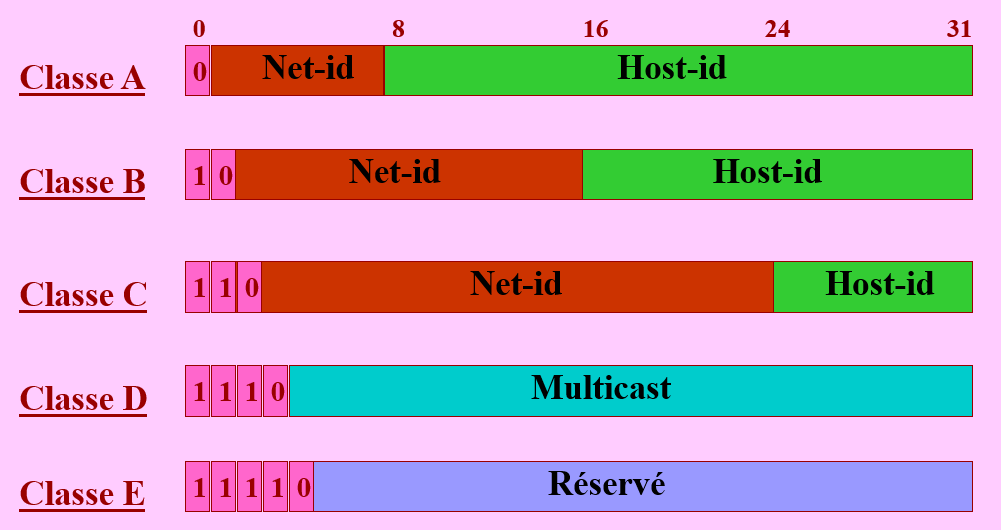 0 8 16 24 31
Classe A 0 Net-id Host-id
Classe B 1 0 Net-id Host-id
Classe C 1 1 0 Net-id Host-id
Classe D 1 1 1 0 Multicast
Classe E 1 1 1 1 0 Réservé